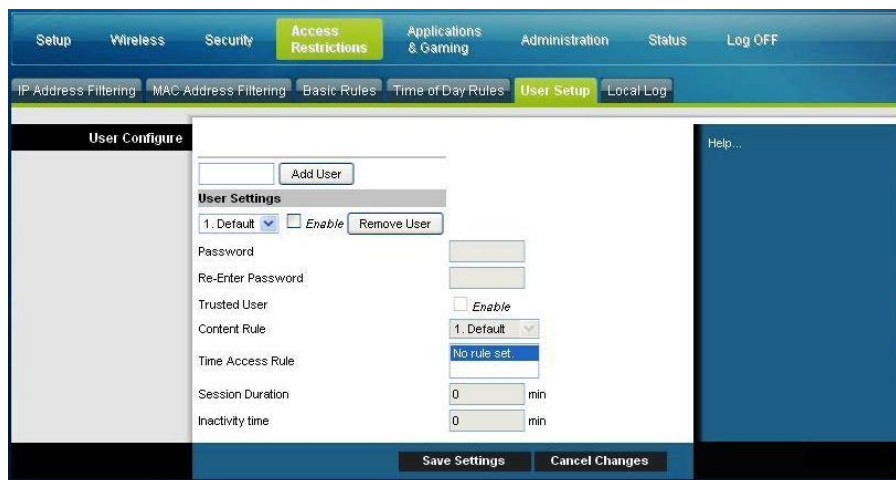 Setup Wireless Security Access Restrictions Applications & Gaming Administration Status Log OFF
IP Address Filtering MAC Address Filtering Basic Rules Time of Day Rules User Setup Local Log
User Configure
Help...
Add User
User Settings
1. Default Enable Remove User
Password
Re-Enter Password
Trusted User Enable
Content Rule 1. Default
Time Access Rule No rule set.
Session Duration 0 min
Inactivity time 0 min
Save Settings Cancel Changes